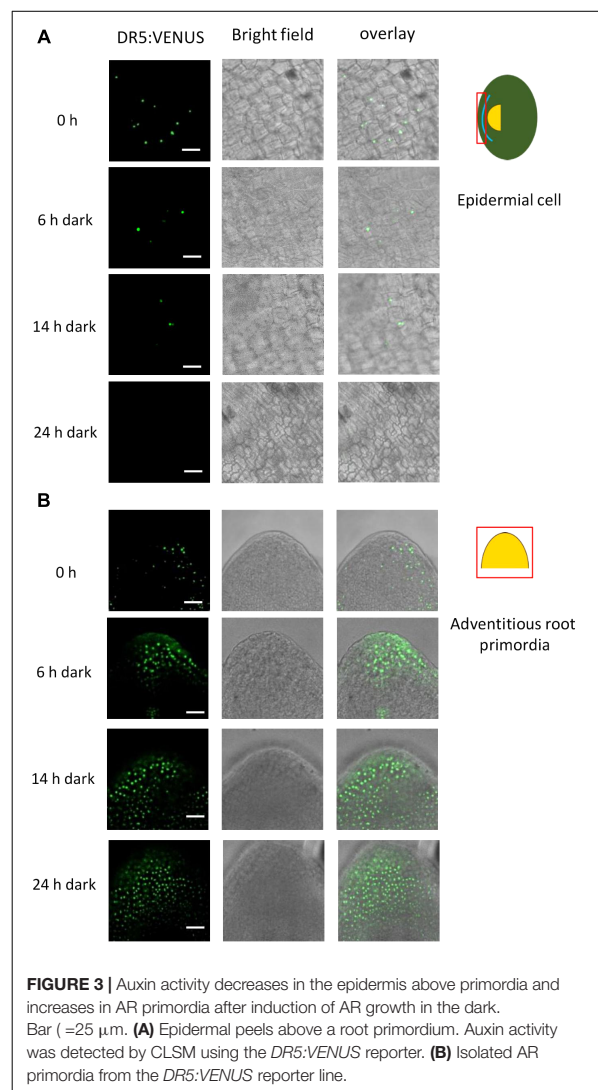 A
DR5:VENUS Bright field overlay
0 h
6 h dark
14 h dark
24 h dark
Epidermial cell
B
0 h
6 h dark
14 h dark
24 h dark
Adventitious root
primordia
FIGURE 3 | Auxin activity decreases in the epidermis above primordia and
increases in AR primordia after induction of AR growth in the dark.
Bar ( =25 μm. (A) Epidermal peels above a root primordium. Auxin activity
was detected by CLSM using the DR5:VENUS reporter. (B) Isolated AR
primordia from the DR5:VENUS reporter line.